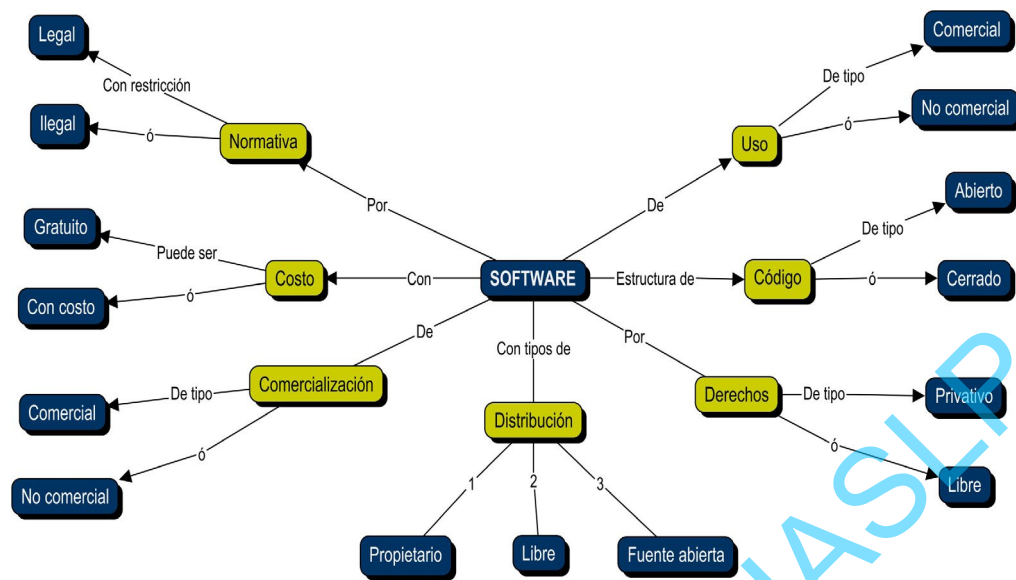 Legal
Comercial
Con restricción
De tipo
Ilegal
ó
Normativa
No comercial
ó
Uso
Por
De
Abierto
Gratuito
Puede ser
De tipo
Costo
Con
SOFTWARE
Estructura de
Código
ó
Cerrado
Con costo
ó
De
Con tipos de
Por
Comercialización
De tipo
Comercial
Derechos
De tipo
Privativo
Distribución
ó
ó
No comercial
1
2
3
Libre
Propietario
Libre
Fuente abierta